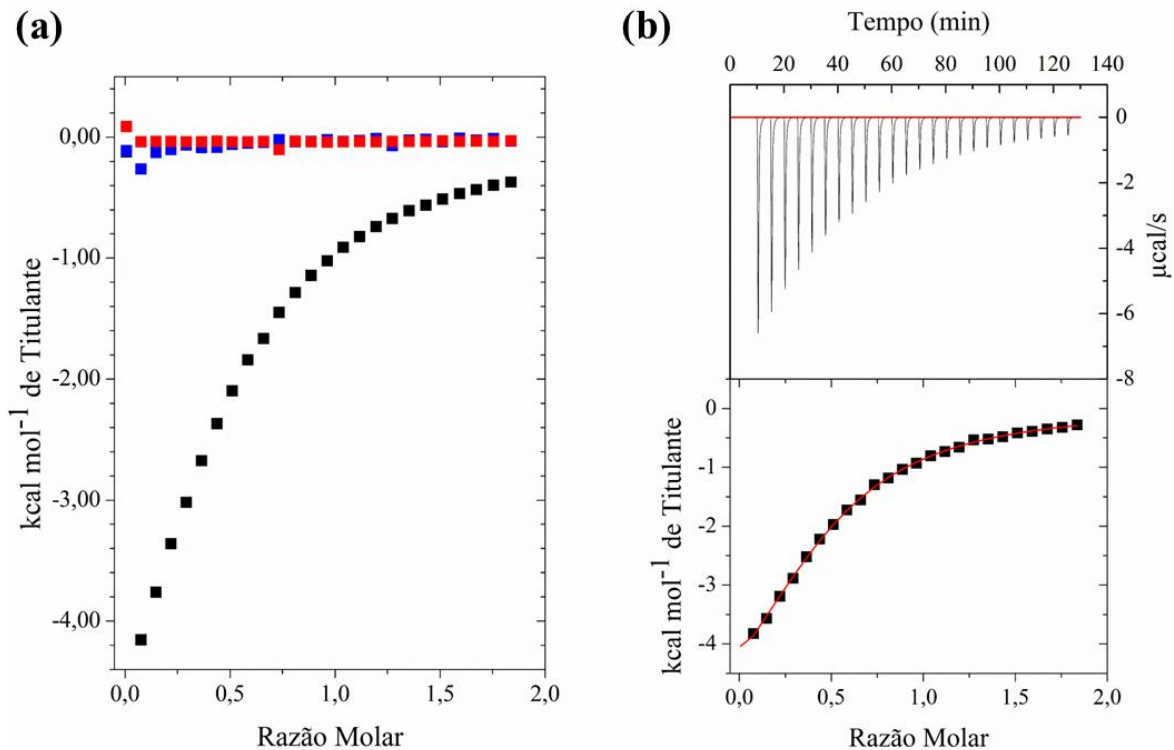 (a)
0,00
-1,00
-2,00
-3,00
-4,00
kcal mol⁻¹ de Titulante
0,0 0,5 1,0 1,5 2,0
Razão Molar
(b)
Tempo (min)
0 20 40 60 80 100 120 140
0
-2
-4
-6
-8
µcal/s
0
-1
-2
-3
-4
kcal mol⁻¹ de Titulante
0,0 0,5 1,0 1,5 2,0
Razão Molar